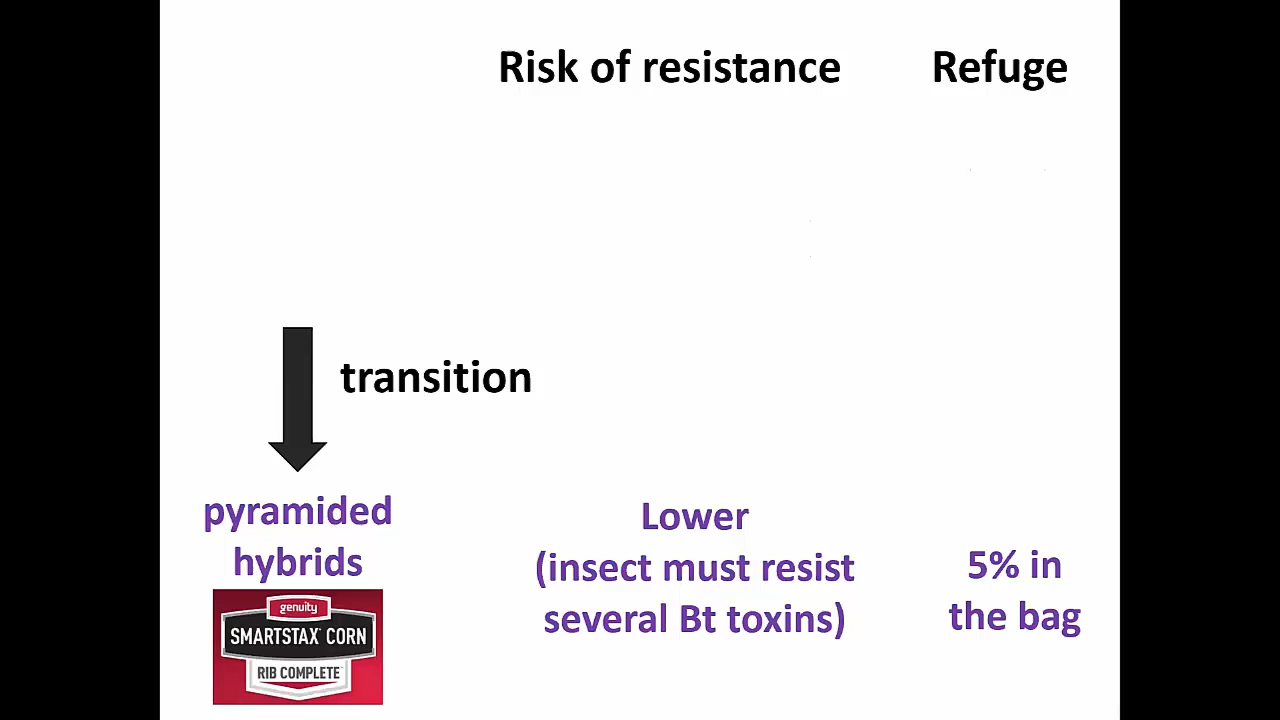 Risk of resistance
Refuge
transition
pyramided
hybrids
genuity
SMARTSTAX CORN
RIB COMPLETE
Lower
(insect must resist
several Bt toxins)
5% in
the bag